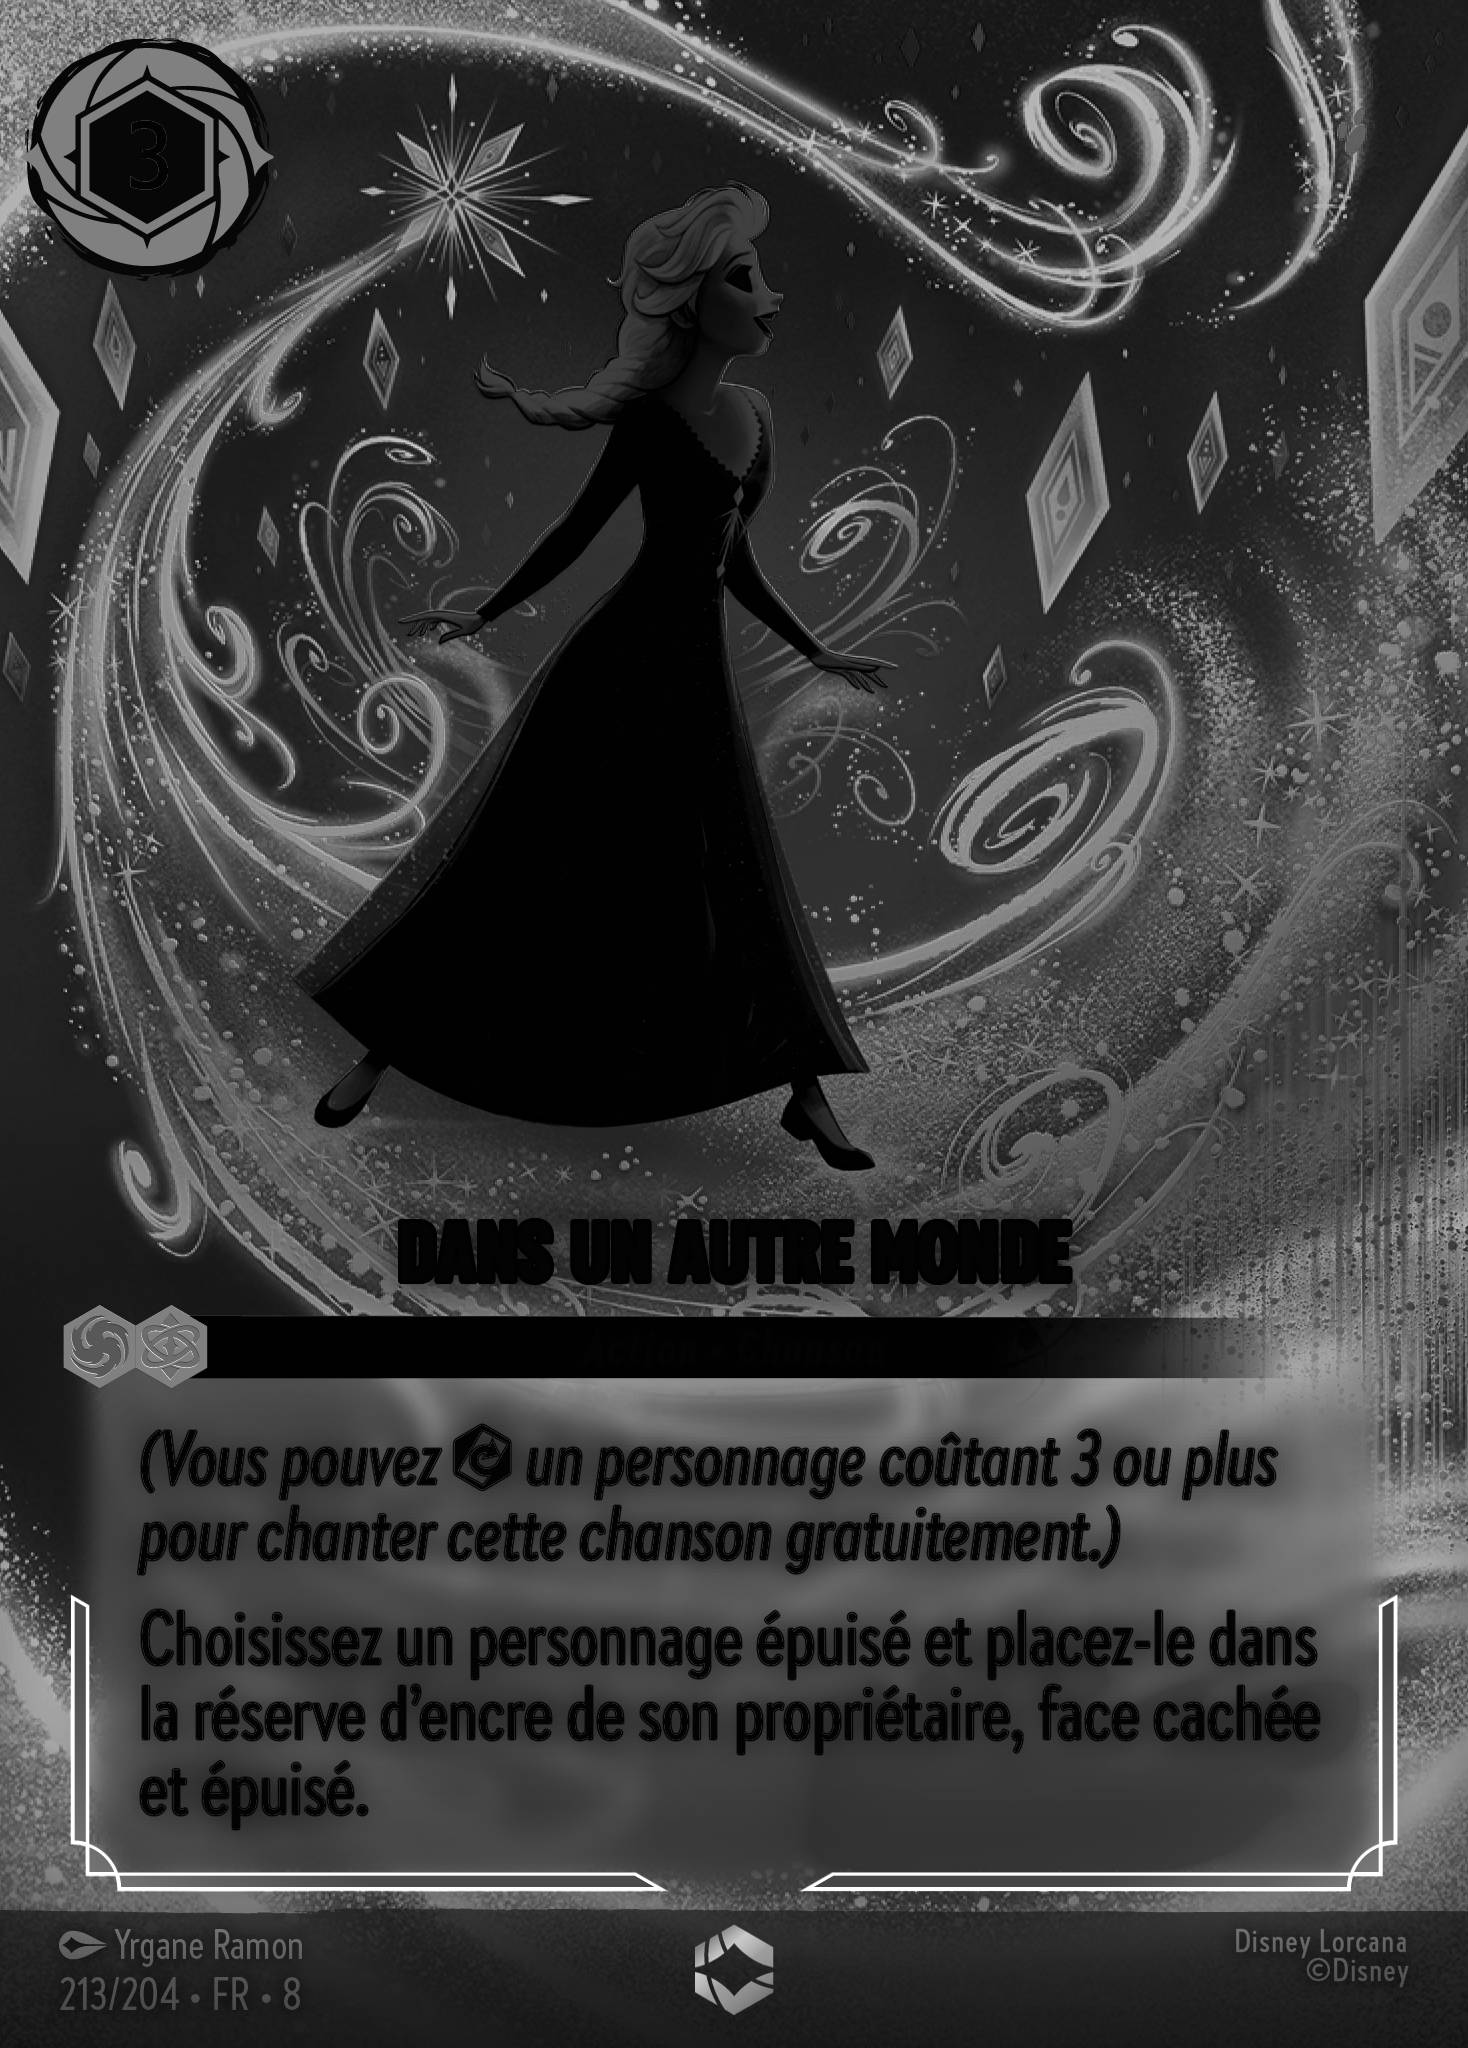 3
DANS UN AUTRE MONDE
Action • Chanson
(Vous pouvez un personnage coûtant 3 ou plus
pour chanter cette chanson gratuitement.)
Choisissez un personnage épuisé et placez-le dans
la réserve d’encre de son propriétaire, face cachée
et épuisé.
Yrgane Ramon
213/204 • FR • 8
Disney Lorcana
©Disney